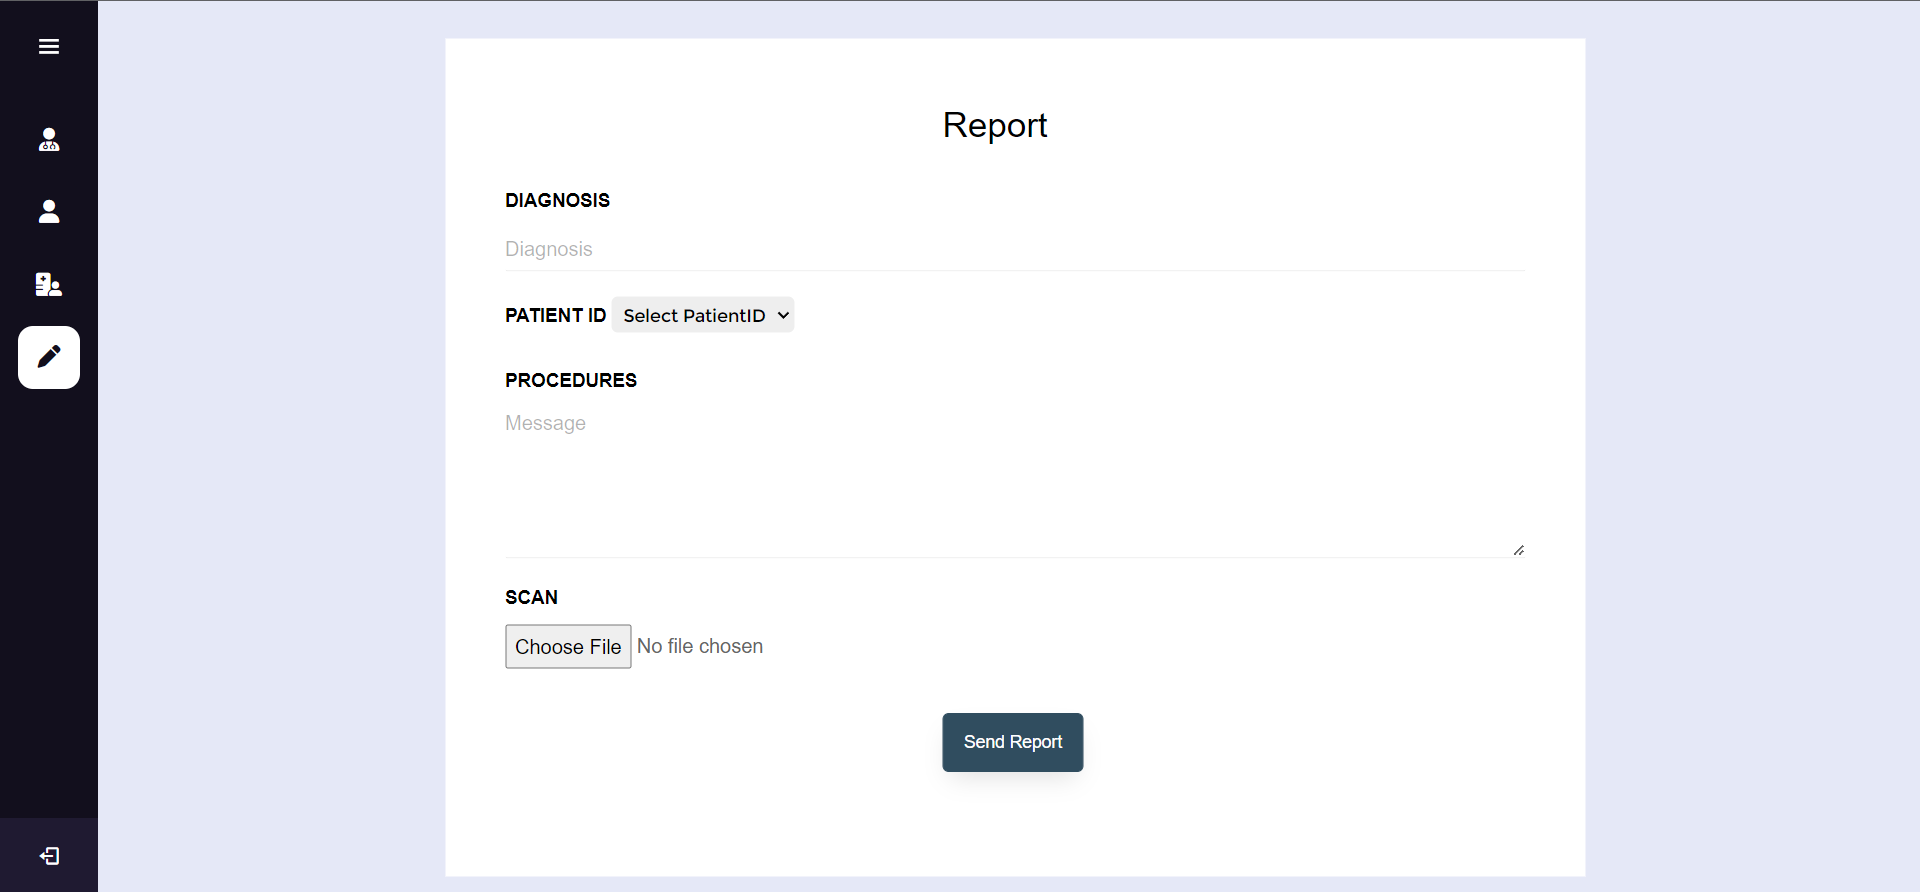 Report
DIAGNOSIS
Diagnosis
PATIENT ID Select PatientID
PROCEDURES
Message
SCAN
Choose File No file chosen
Send Report